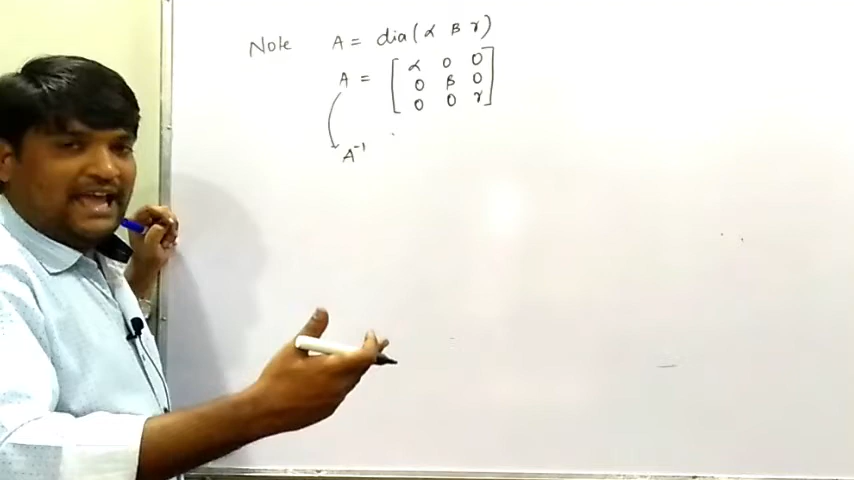 Note A = dia(α β γ)
A = [ α 0 0
0 β 0
0 0 γ ]
A⁻¹